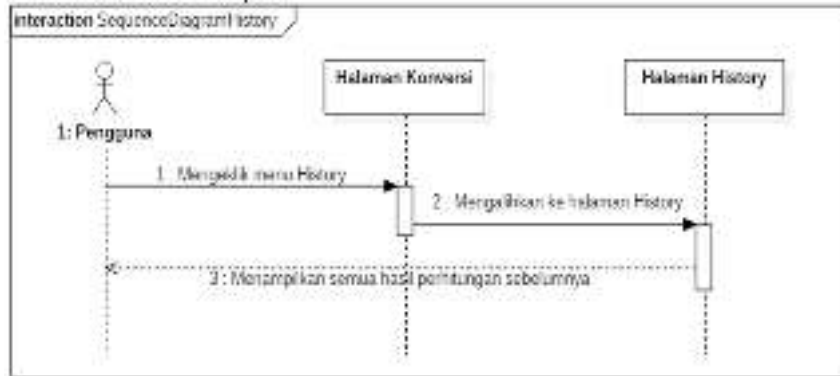 interaction SequenceDiagramHistory
Halaman Konversi
Halaman History
1: Pengguna
1 : Mengeklik menu History
2 : Mengalihkan ke halaman History
3 : Menampilkan semua hasil perhitungan sebelumnya